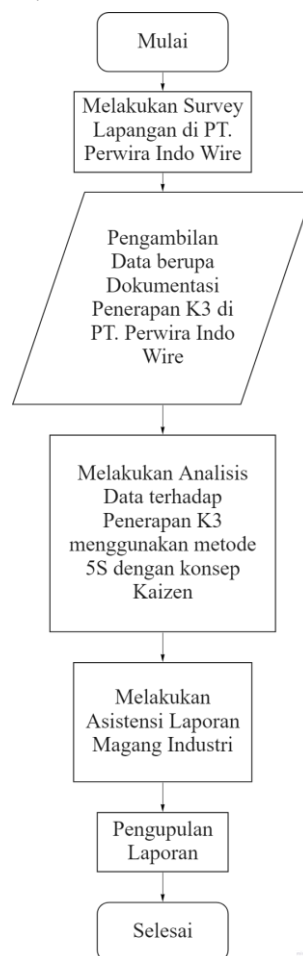 Mulai
Melakukan Survey
Lapangan di PT.
Perwira Indo Wire
Pengambilan
Data berupa
Dokumentasi
Penerapan K3 di
PT. Perwira Indo
Wire
Melakukan Analisis
Data terhadap
Penerapan K3
menggunakan metode
5S dengan konsep
Kaizen
Melakukan
Asistensi Laporan
Magang Industri
Pengupulan
Laporan
Selesai